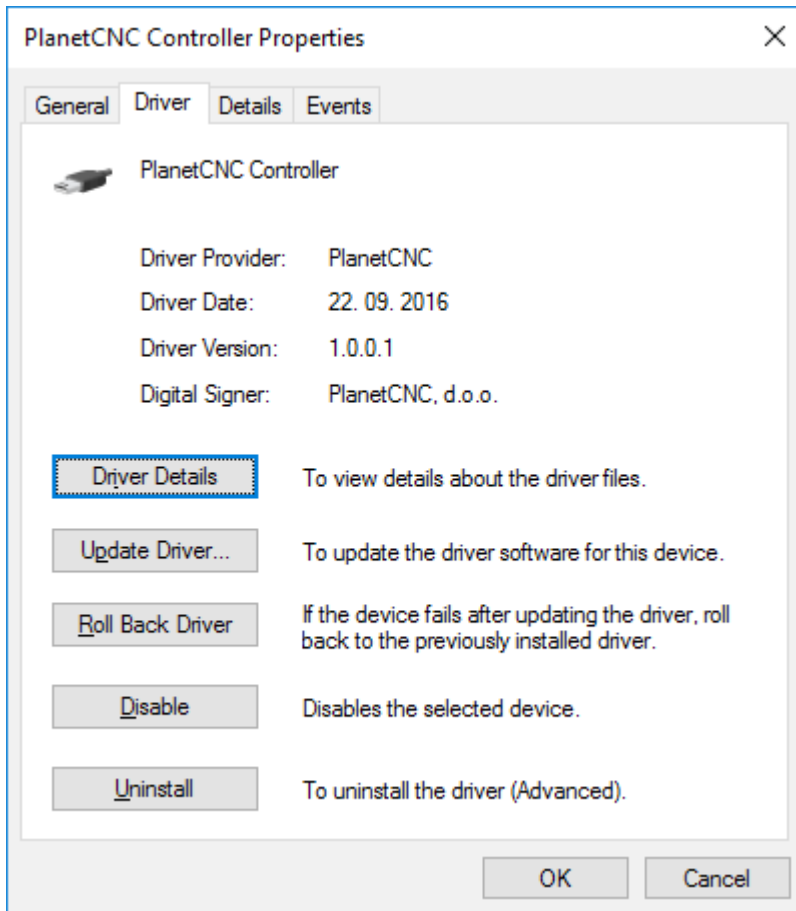 PlanetCNC Controller Properties
General Driver Details Events
PlanetCNC Controller
Driver Provider: PlanetCNC
Driver Date: 22. 09. 2016
Driver Version: 1.0.0.1
Digital Signer: PlanetCNC, d.o.o.
Driver Details To view details about the driver files.
Update Driver... To update the driver software for this device.
Roll Back Driver If the device fails after updating the driver, roll
back to the previously installed driver.
Disable Disables the selected device.
Uninstall To uninstall the driver (Advanced).
OK Cancel